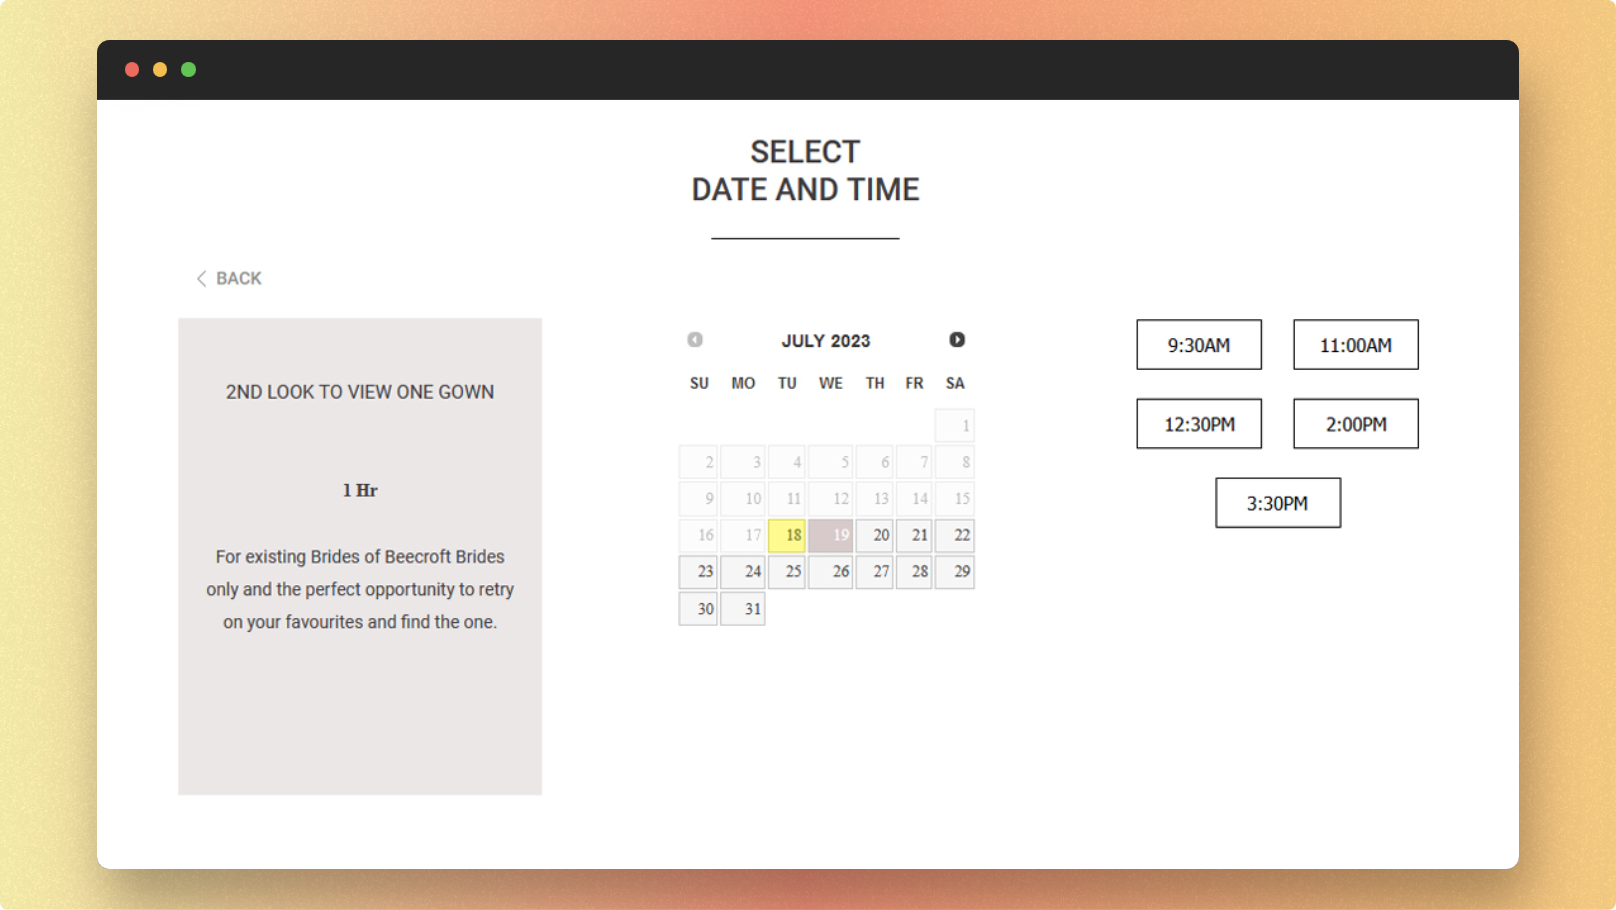 SELECT
DATE AND TIME
BACK
2ND LOOK TO VIEW ONE GOWN
1 Hr
For existing Brides of Beecroft Brides
only and the perfect opportunity to retry
on your favourites and find the one.
JULY 2023
SU MO TU WE TH FR SA
1
2 3 4 5 6 7 8
9 10 11 12 13 14 15
16 17 18 19 20 21 22
23 24 25 26 27 28 29
30 31
9:30AM 11:00AM
12:30PM 2:00PM
3:30PM